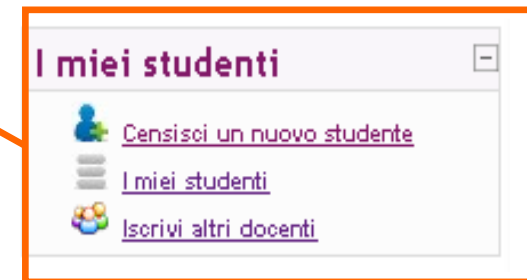 I miei studenti
Censisci un nuovo studente
I miei studenti
Iscrivi altri docenti